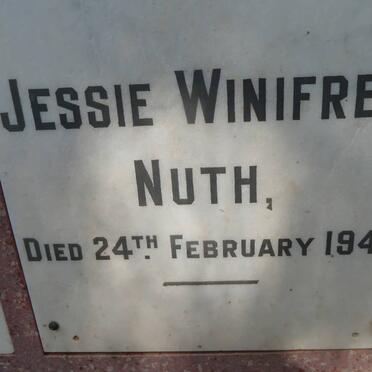 JESSIE WINIFRE
NUTH,
DIED 24TH FEBRUARY 194